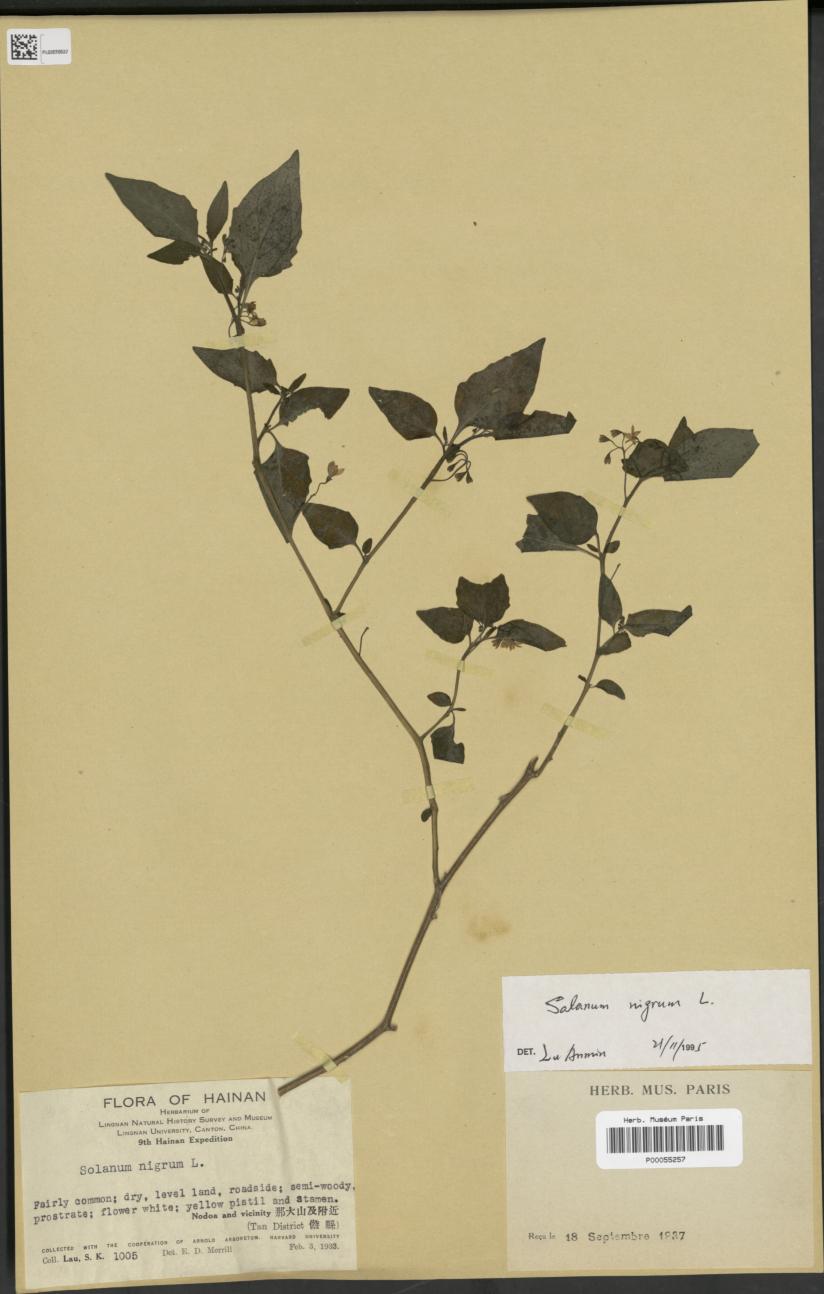 Solanum nigrum L.
DET. Lu Anmin 21/11/1995
HERB. MUS. PARIS
Herb. Muséum Paris
P00055257
Reçu le 18 Septembre 1937
FLORA OF HAINAN
HERBARIUM OF
LINGNAN NATURAL HISTORY SURVEY AND MUSEUM
LINGNAN UNIVERSITY, CANTON, CHINA
9th Hainan Expedition
Solanum nigrum L.
Fairly common; dry, level land, roadside; semi-woody,
prostrate; flower white; yellow pistil and stamen.
Nodoa and vicinity 那大山及附近
(Tan District 儋縣)
COLLECTED WITH THE COOPERATION OF ARNOLD ARBORETUM, HARVARD UNIVERSITY
Coll. Lau, S. K. 1005 Det. E. D. Merrill Feb. 3, 1933.